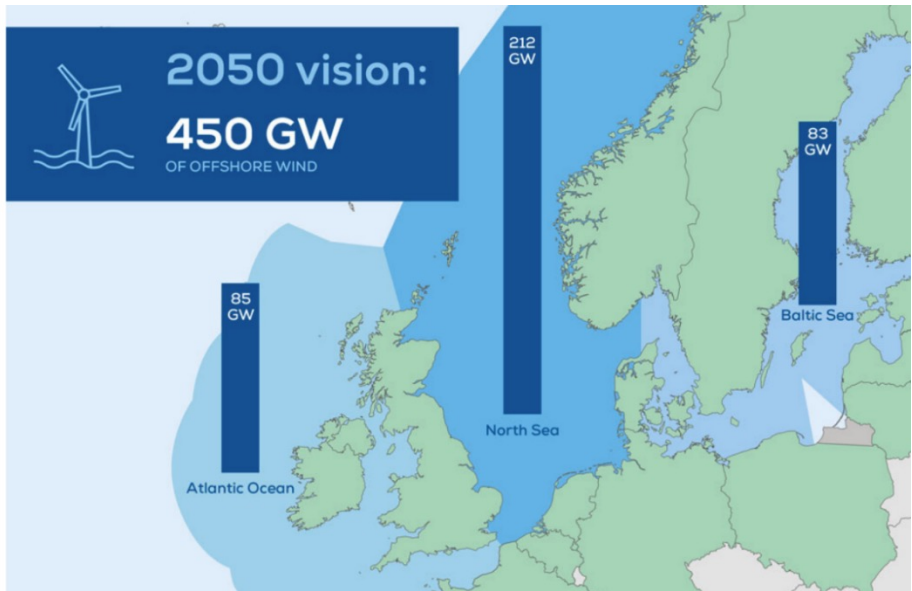 2050 vision:
450 GW
OF OFFSHORE WIND
212
GW
83
GW
85
GW
Baltic Sea
North Sea
Atlantic Ocean